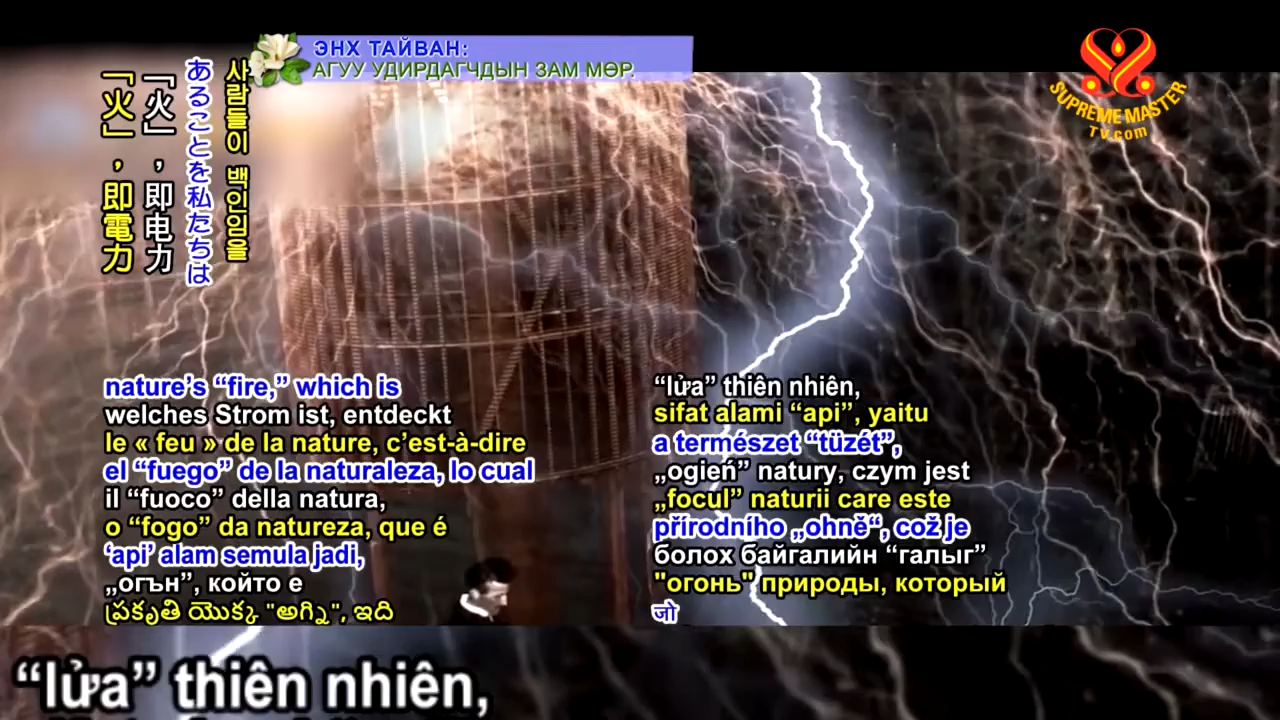 ЭНХ ТАЙВАН:
АГУУ УДИРДАГЧДЫН ЗАМ МӨР.
SUPREME MASTER
TV.com
사람들이 백인임을
あることを私たちは
「火」，即电力
「火」，即電力
nature's “fire,” which is
welches Strom ist, entdeckt
le « feu » de la nature, c'est-à-dire
el “fuego” de la naturaleza, lo cual
il “fuoco” della natura,
o “fogo” da natureza, que é
‘api’ alam semula jadi,
„огън”, който е
ప్రకృతి యొక్క "అగ్ని", ఇది
“lửa” thiên nhiên,
sifat alami “api”, yaitu
a természet “tüzét”,
„ogień” natury, czym jest
„focul” naturii care este
přírodního „ohně“, což je
болох байгалийн “галыг”
"огонь" природы, который
जो
“lửa” thiên nhiên,